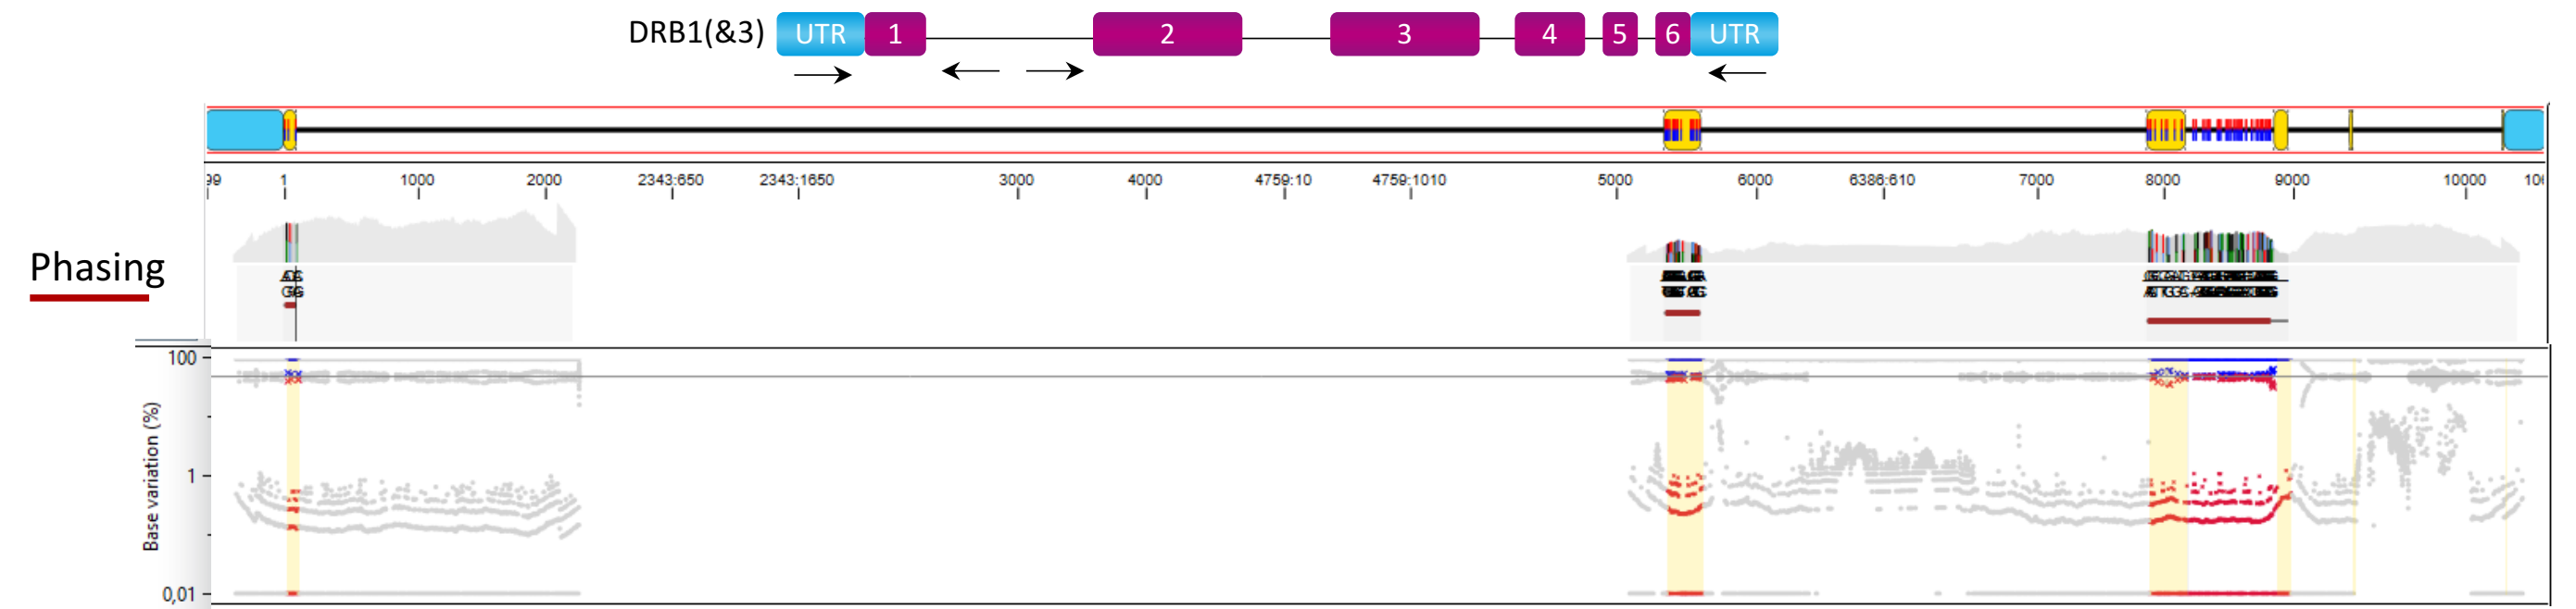 DRB1(&3) UTR 1 2 3 4 5 6 UTR
99 1 1000 2000 2343:650 2343:1650 3000 4000 4759:10 4759:1010 5000 6000 6386:610 7000 8000 9000 10000
Phasing
100
1
0,01
Base variation (%)